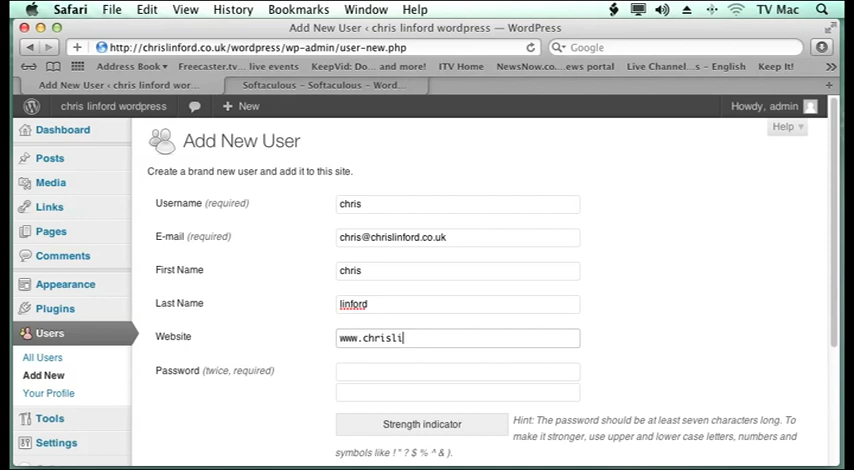 Safari File Edit View History Bookmarks Window Help TV Mac
Add New User ‹ chris linford wordpress — WordPress
http://chrislinford.co.uk/wordpress/wp-admin/user-new.php Google
Address Book Freecaster.tv... live events KeepVid: Do... and more! ITV Home NewsNow.co....ews portal Live Channel:... - English Keep It!
Add New User ‹ chris linford wor... Softaculous - Softaculous - Word...
chris linford wordpress + New Howdy, admin
Help
Dashboard
Posts
Media
Links
Pages
Comments
Appearance
Plugins
Users
All Users
Add New
Your Profile
Tools
Settings
Add New User
Create a brand new user and add it to this site.
Username (required) chris
E-mail (required) chris@chrislinford.co.uk
First Name chris
Last Name linford
Website www.chrisli
Password (twice, required)
Strength indicator
Hint: The password should be at least seven characters long. To
make it stronger, use upper and lower case letters, numbers and
symbols like ! " ? $ % ^ & ).